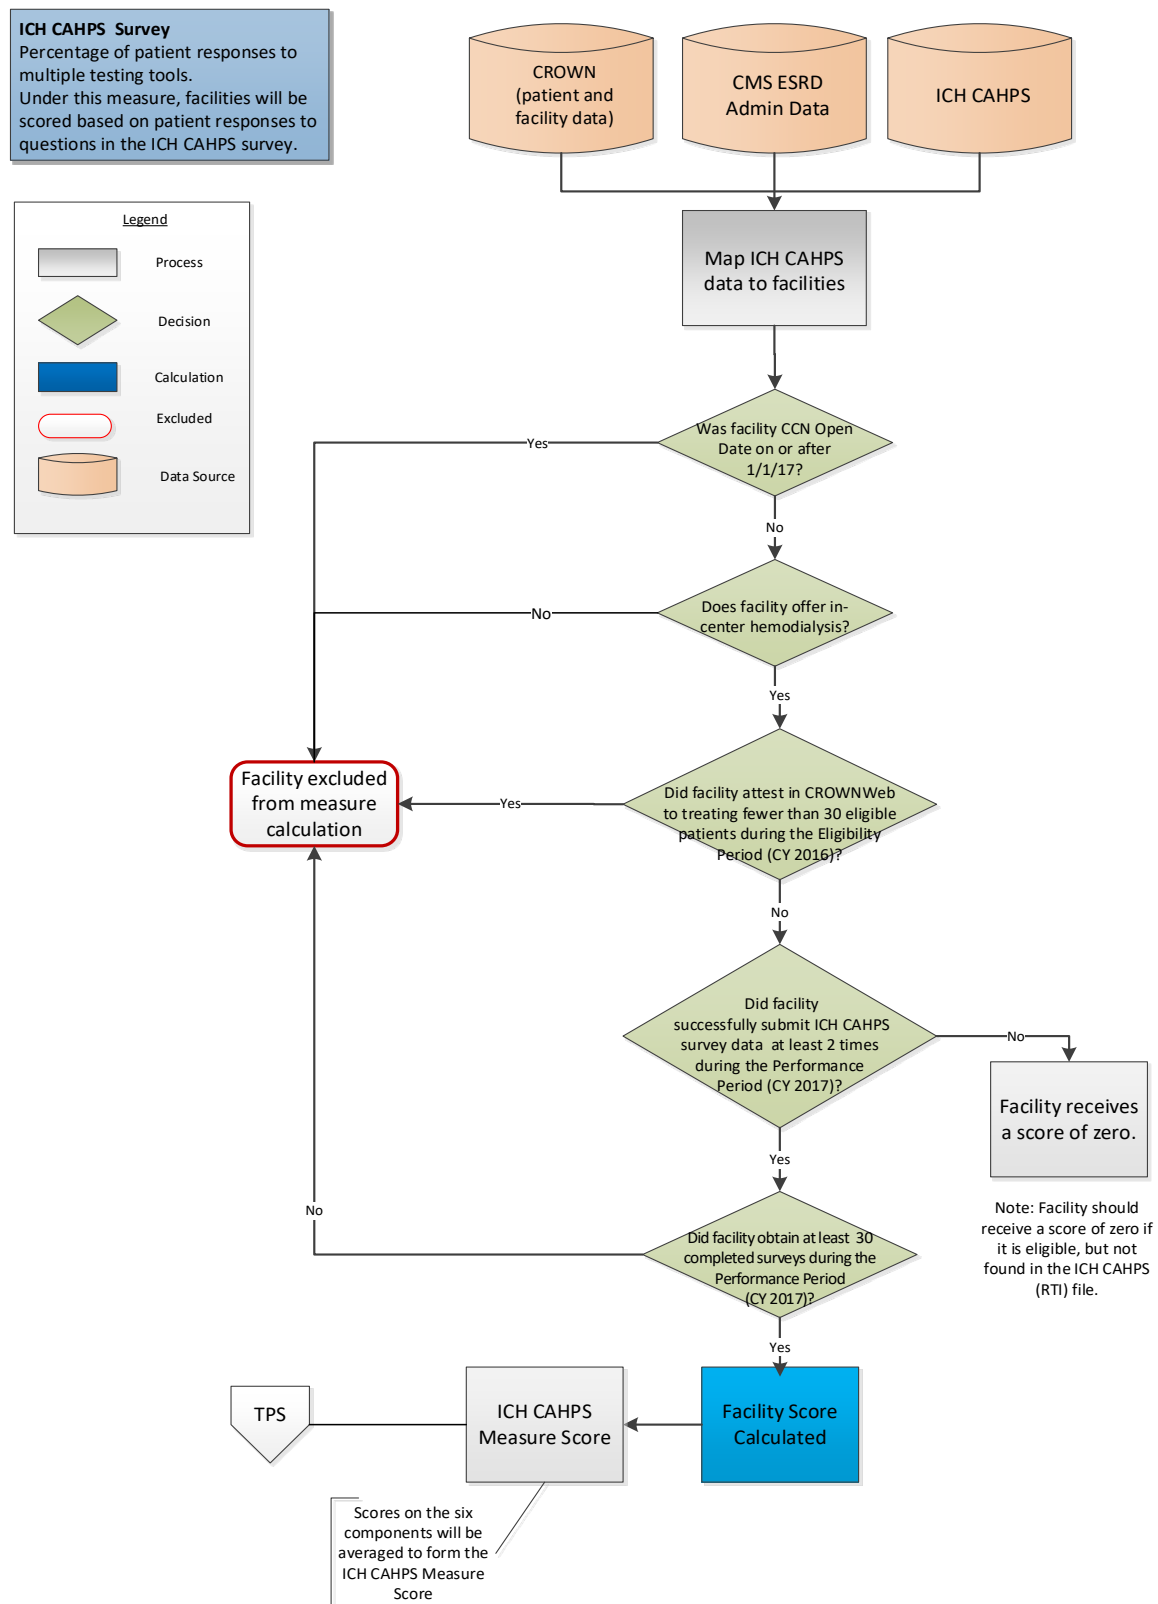 ICH CAHPS  Survey
Percentage of patient responses to
multiple testing tools.
Under this measure, facilities will be
scored based on patient responses to
questions in the ICH CAHPS survey.
CROWN
(patient and
facility data)
CMS ESRD
Admin Data
ICH CAHPS
Legend
Process
Decision
Calculation
Excluded
Data Source
Map ICH CAHPS
data to facilities
Was facility CCN Open
Date on or after
1/1/17?
Yes
No
Does facility offer in-
center hemodialysis?
No
Yes
Facility excluded
from measure
calculation
Yes
Did facility attest in CROWNWeb
to treating fewer than 30 eligible
patients during the Eligibility
Period (CY 2016)?
No
Did facility
successfully submit ICH CAHPS
survey data  at least 2 times
during the Performance
Period (CY 2017)?
No
Facility receives
a score of zero.
Yes
Note: Facility should
receive a score of zero if
it is eligible, but not
found in the ICH CAHPS
(RTI) file.
No
Did facility obtain at least  30
completed surveys during the
Performance Period
(CY 2017)?
Yes
TPS
ICH CAHPS
Measure Score
Facility Score
Calculated
Scores on the six
components will be
averaged to form the
ICH CAHPS Measure
Score